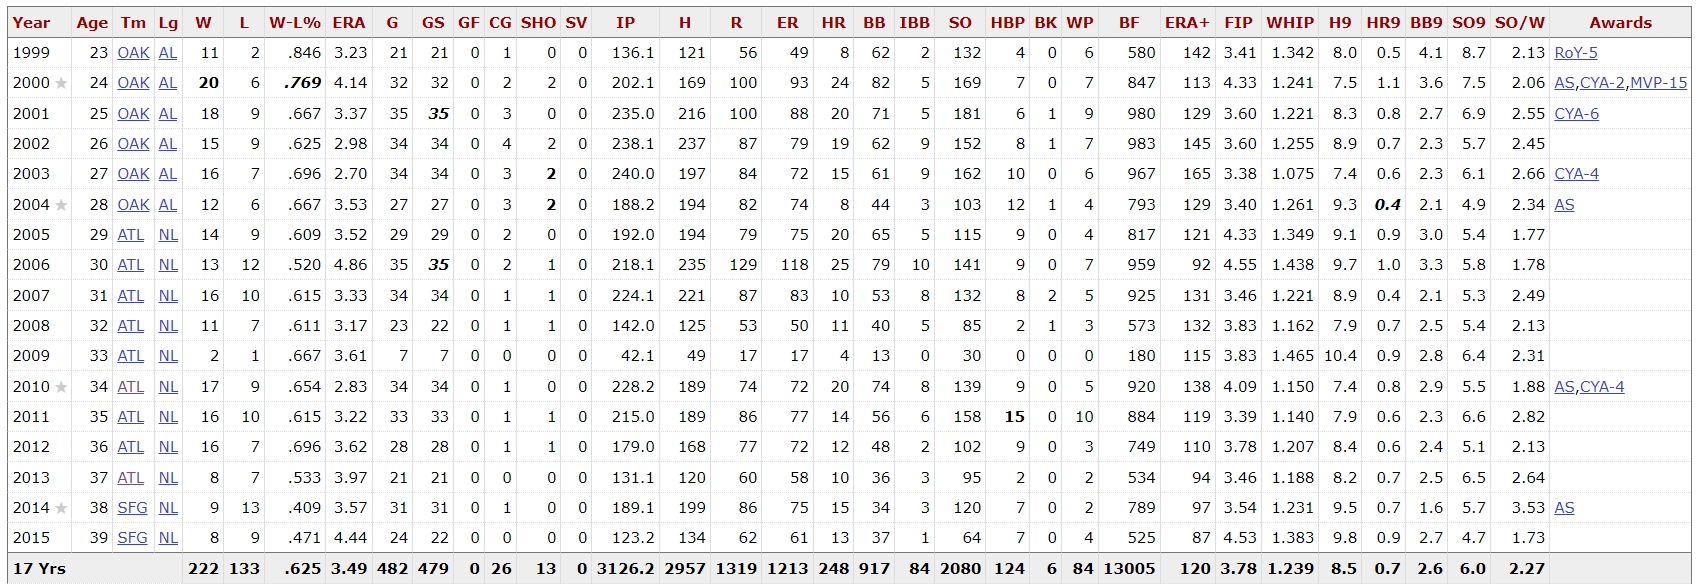 Year Age Tm Lg W L W-L% ERA G GS GF CG SHO SV IP H R ER HR BB IBB SO HBP BK WP BF ERA+ FIP WHIP H9 HR9 BB9 SO9 SO/W Awards
1999 23 OAK AL 11 2 .846 3.23 21 21 0 1 0 0 136.1 121 56 49 8 62 2 132 4 0 6 580 142 3.41 1.342 8.0 0.5 4.1 8.7 2.13 RoY-5
2000 ★ 24 OAK AL 20 6 .769 4.14 32 32 0 2 2 0 202.1 169 100 93 24 82 5 169 7 0 7 847 113 4.33 1.241 7.5 1.1 3.6 7.5 2.06 AS,CYA-2,MVP-15
2001 25 OAK AL 18 9 .667 3.37 35 35 0 3 0 0 235.0 216 100 88 20 71 5 181 6 1 9 980 129 3.60 1.221 8.3 0.8 2.7 6.9 2.55 CYA-6
2002 26 OAK AL 15 9 .625 2.98 34 34 0 4 2 0 238.1 237 87 79 19 62 9 152 8 1 7 983 145 3.60 1.255 8.9 0.7 2.3 5.7 2.45
2003 27 OAK AL 16 7 .696 2.70 34 34 0 3 2 0 240.0 197 84 72 15 61 9 162 10 0 6 967 165 3.38 1.075 7.4 0.6 2.3 6.1 2.66 CYA-4
2004 ★ 28 OAK AL 12 6 .667 3.53 27 27 0 3 2 0 188.2 194 82 74 8 44 3 103 12 1 4 793 129 3.40 1.261 9.3 0.4 2.1 4.9 2.34 AS
2005 29 ATL NL 14 9 .609 3.52 29 29 0 2 0 0 192.0 194 79 75 20 65 5 115 9 0 4 817 121 4.33 1.349 9.1 0.9 3.0 5.4 1.77
2006 30 ATL NL 13 12 .520 4.86 35 35 0 2 1 0 218.1 235 129 118 25 79 10 141 9 0 7 959 92 4.55 1.438 9.7 1.0 3.3 5.8 1.78
2007 31 ATL NL 16 10 .615 3.33 34 34 0 1 1 0 224.1 221 87 83 10 53 8 132 8 2 5 925 131 3.46 1.221 8.9 0.4 2.1 5.3 2.49
2008 32 ATL NL 11 7 .611 3.17 23 22 0 1 1 0 142.0 125 53 50 11 40 5 85 2 1 3 573 132 3.83 1.162 7.9 0.7 2.5 5.4 2.13
2009 33 ATL NL 2 1 .667 3.61 7 7 0 0 0 0 42.1 49 17 17 4 13 0 30 0 0 0 180 115 3.83 1.465 10.4 0.9 2.8 6.4 2.31
2010 ★ 34 ATL NL 17 9 .654 2.83 34 34 0 1 0 0 228.2 189 74 72 20 74 8 139 9 0 5 920 138 4.09 1.150 7.4 0.8 2.9 5.5 1.88 AS,CYA-4
2011 35 ATL NL 16 10 .615 3.22 33 33 0 1 1 0 215.0 189 86 77 14 56 6 158 15 0 10 884 119 3.39 1.140 7.9 0.6 2.3 6.6 2.82
2012 36 ATL NL 16 7 .696 3.62 28 28 0 1 1 0 179.0 168 77 72 12 48 2 102 9 0 3 749 110 3.78 1.207 8.4 0.6 2.4 5.1 2.13
2013 37 ATL NL 8 7 .533 3.97 21 21 0 0 0 0 131.1 120 60 58 10 36 3 95 2 0 2 534 94 3.46 1.188 8.2 0.7 2.5 6.5 2.64
2014 ★ 38 SFG NL 9 13 .409 3.57 31 31 0 1 0 0 189.1 199 86 75 15 34 3 120 7 0 2 789 97 3.54 1.231 9.5 0.7 1.6 5.7 3.53 AS
2015 39 SFG NL 8 9 .471 4.44 24 22 0 0 0 0 123.2 134 62 61 13 37 1 64 7 0 4 525 87 4.53 1.383 9.8 0.9 2.7 4.7 1.73
17 Yrs 222 133 .625 3.49 482 479 0 26 13 0 3126.2 2957 1319 1213 248 917 84 2080 124 6 84 13005 120 3.78 1.239 8.5 0.7 2.6 6.0 2.27